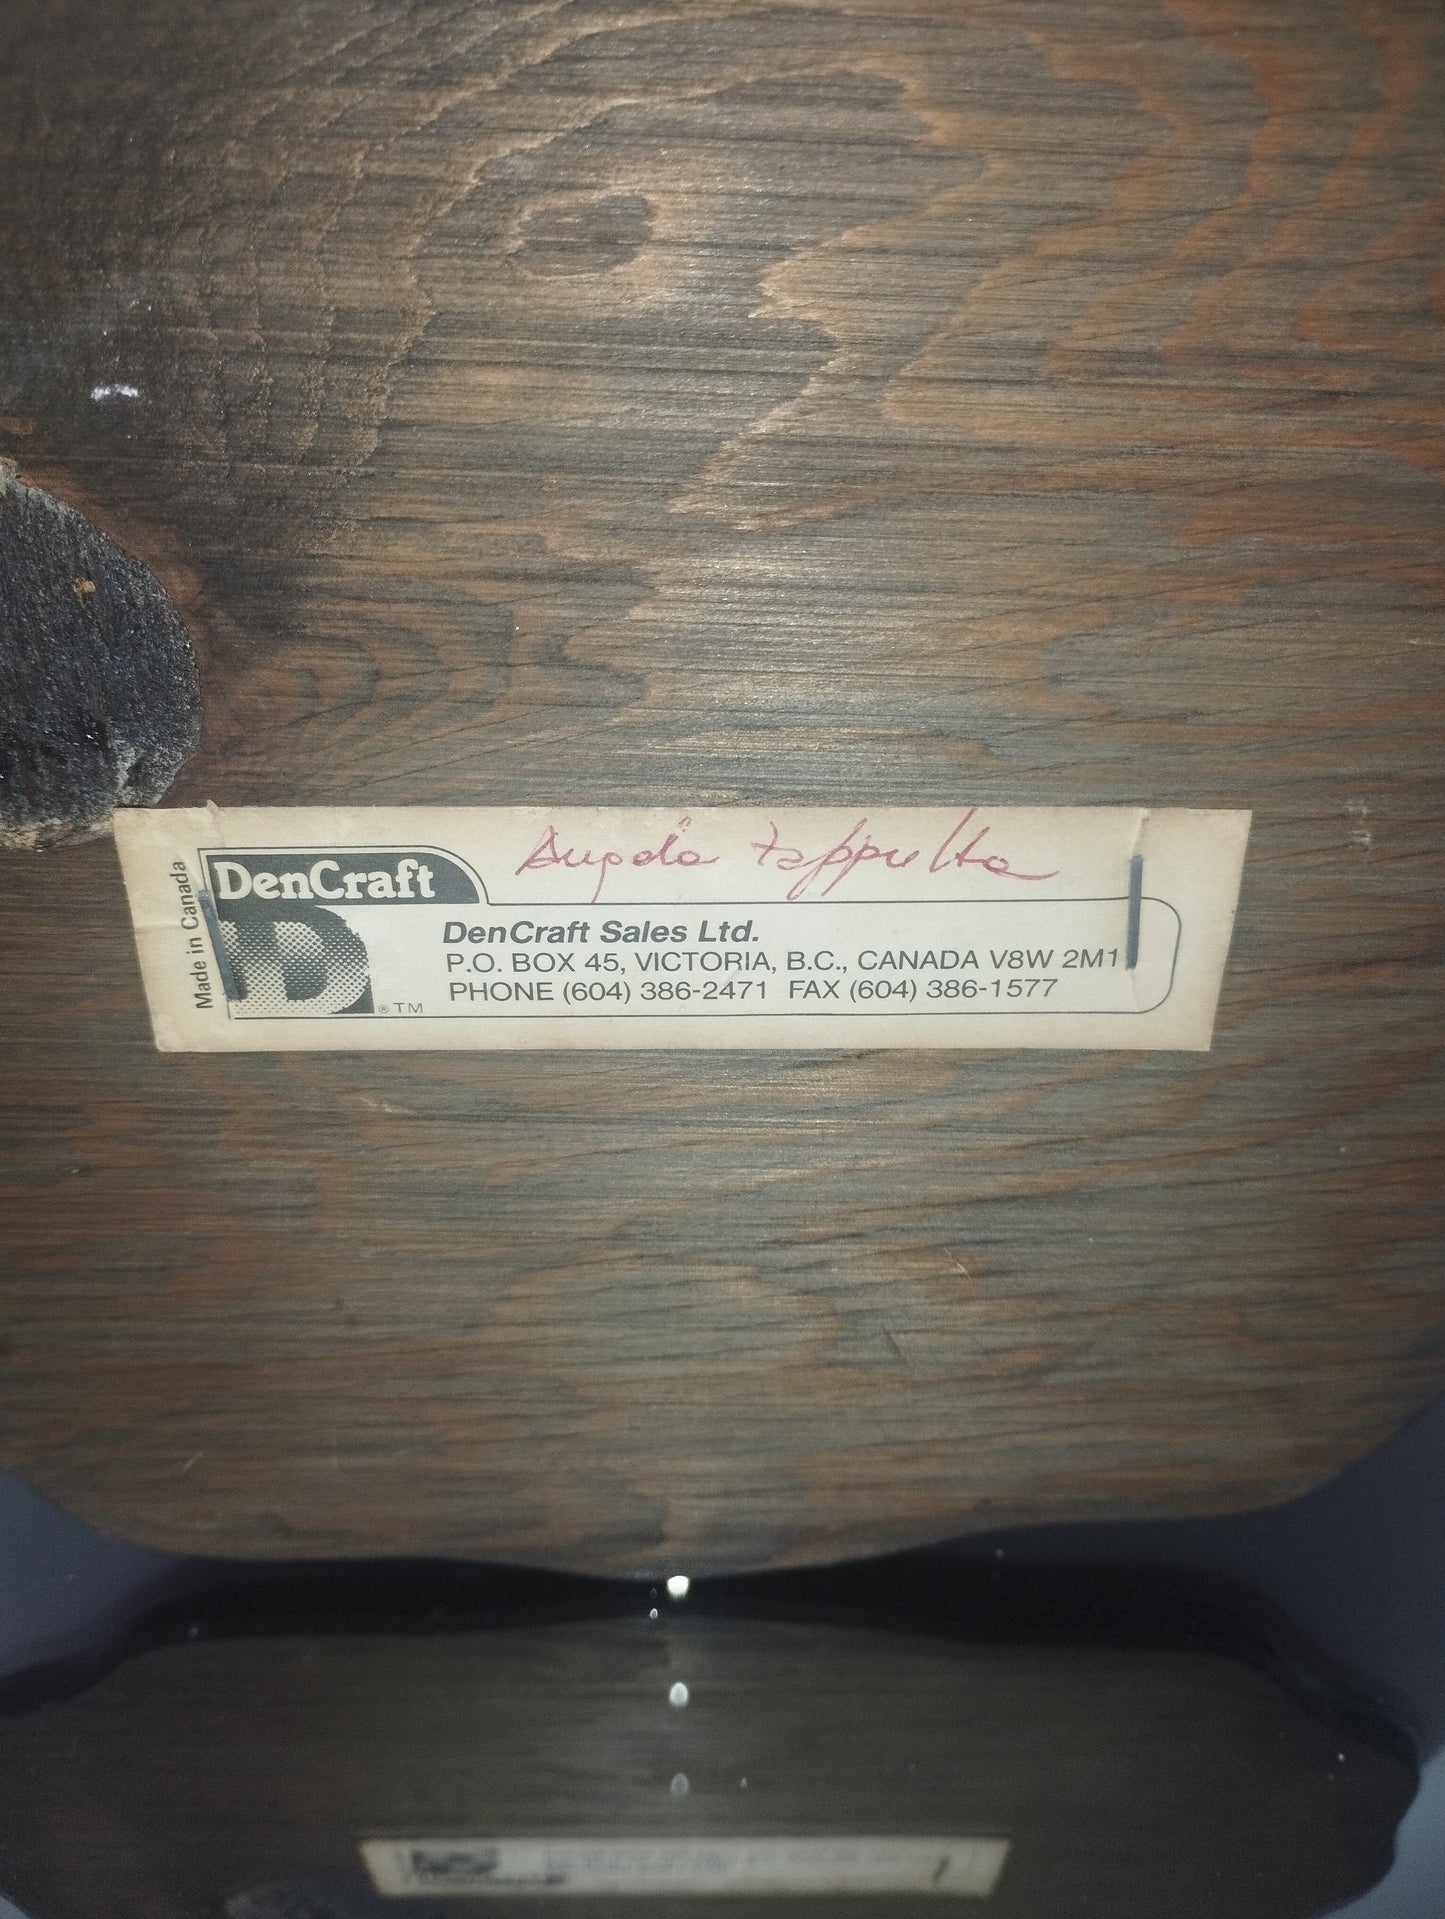 DenCraft
Made in Canada
DenCraft Sales Ltd.
P.O. BOX 45, VICTORIA, B.C., CANADA V8W 2M1
PHONE (604) 386-2471 FAX (604) 386-1577
D
® TM